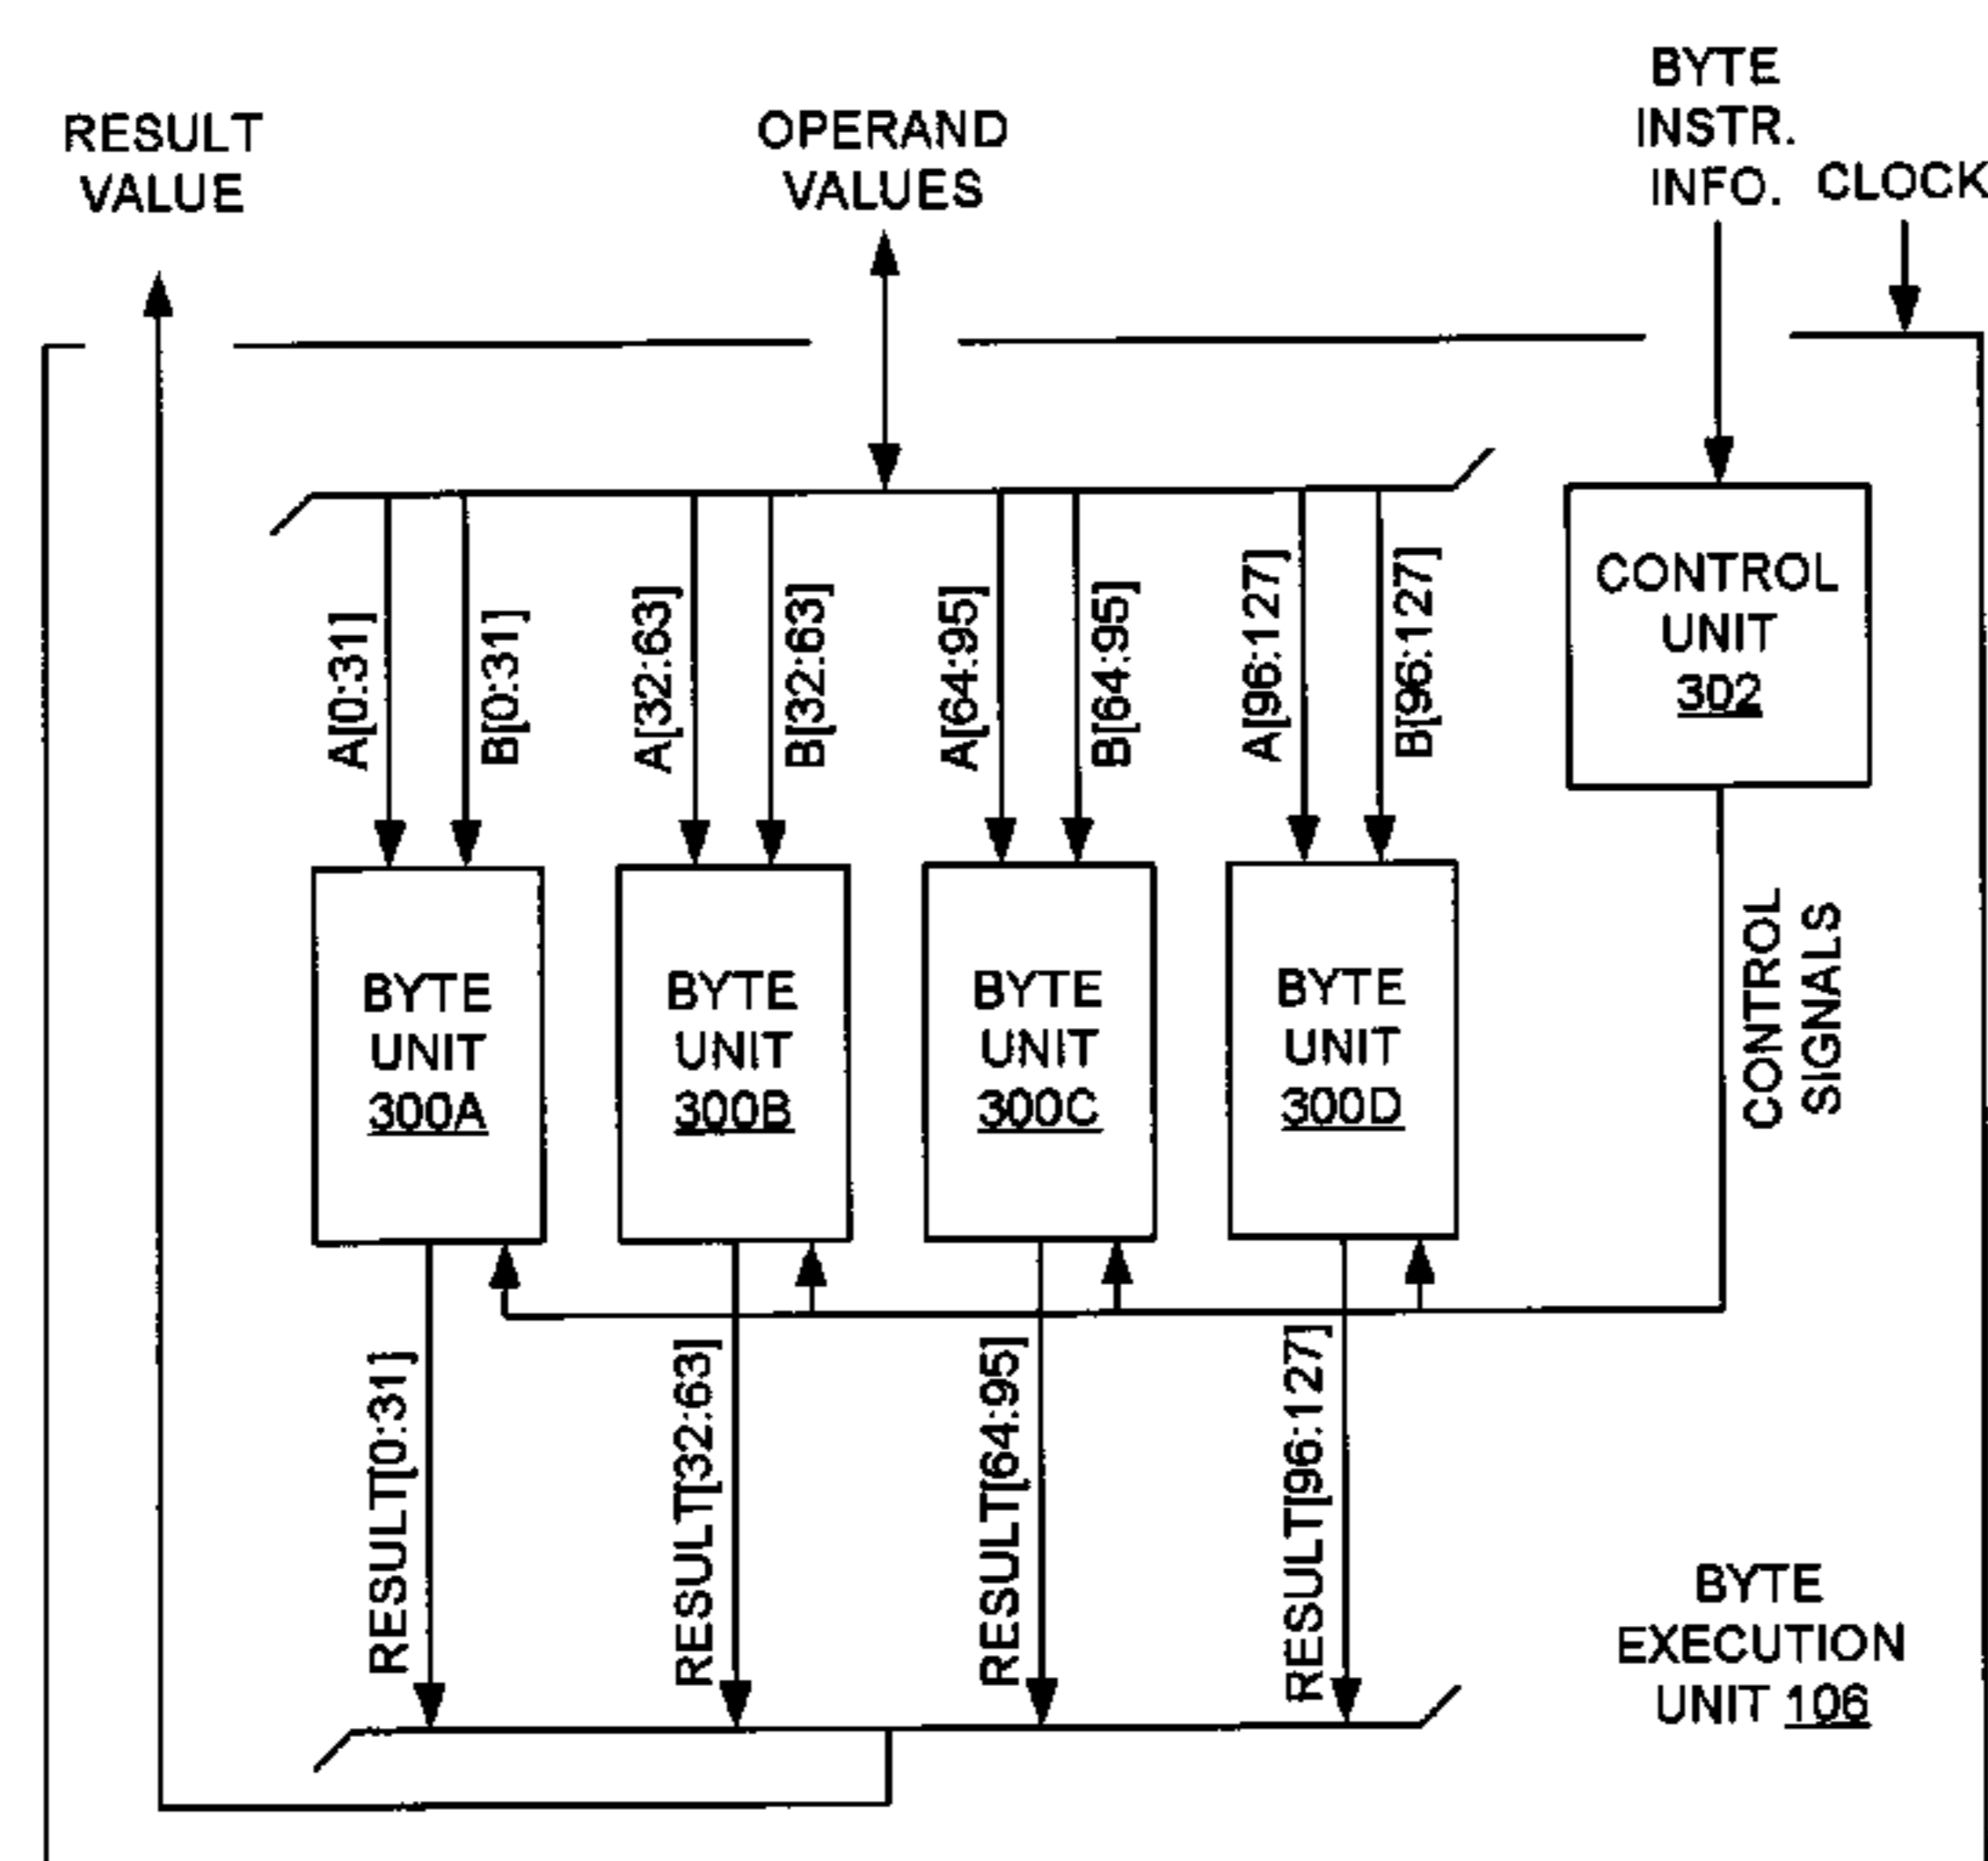 RESULT
VALUE
OPERAND
VALUES
BYTE
INSTR.
INFO.
CLOCK
A[0:31]
B[0:31]
A[32:63]
B[32:63]
A[64:95]
B[64:95]
A[96:127]
B[96:127]
CONTROL
UNIT
302
BYTE
UNIT
300A
BYTE
UNIT
300B
BYTE
UNIT
300C
BYTE
UNIT
300D
CONTROL
SIGNALS
RESULT[0:31]
RESULT[32:63]
RESULT[64:95]
RESULT[96:127]
BYTE
EXECUTION
UNIT 106